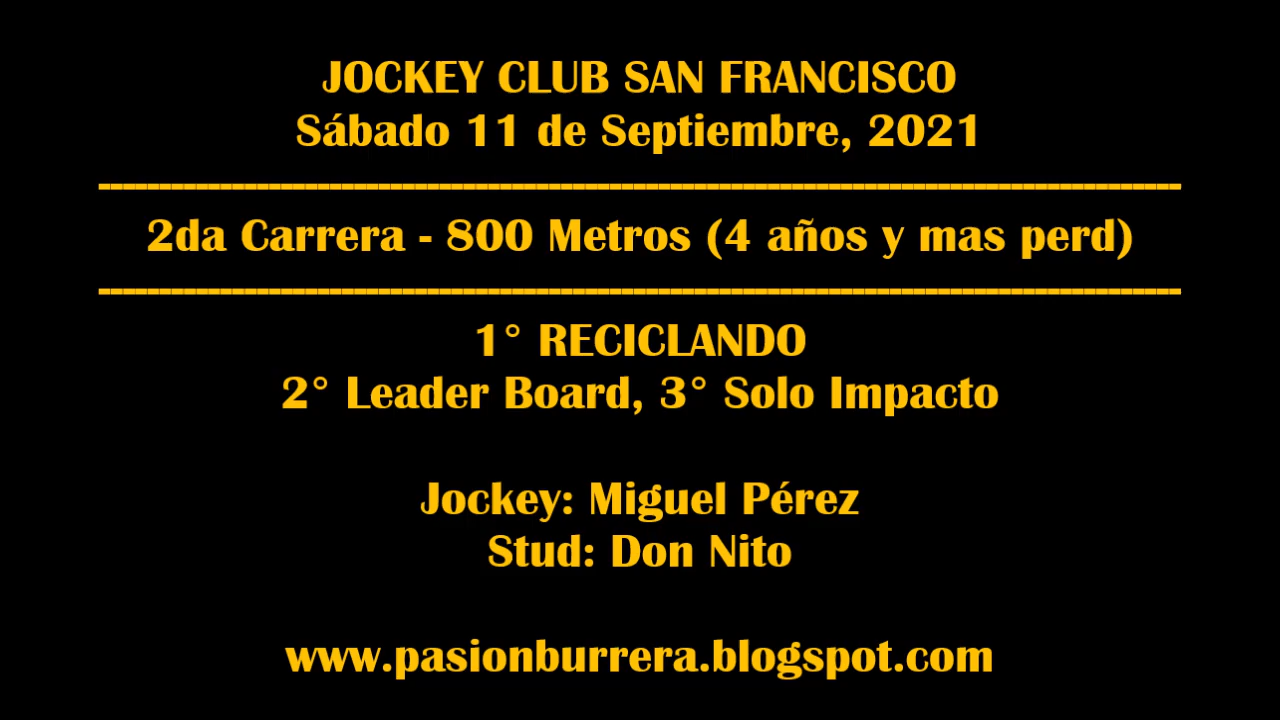 JOCKEY CLUB SAN FRANCISCO
Sábado 11 de Septiembre, 2021
2da Carrera - 800 Metros (4 años y mas perd)
1° RECICLANDO
2° Leader Board, 3° Solo Impacto
Jockey: Miguel Pérez
Stud: Don Nito
www.pasionburrera.blogspot.com